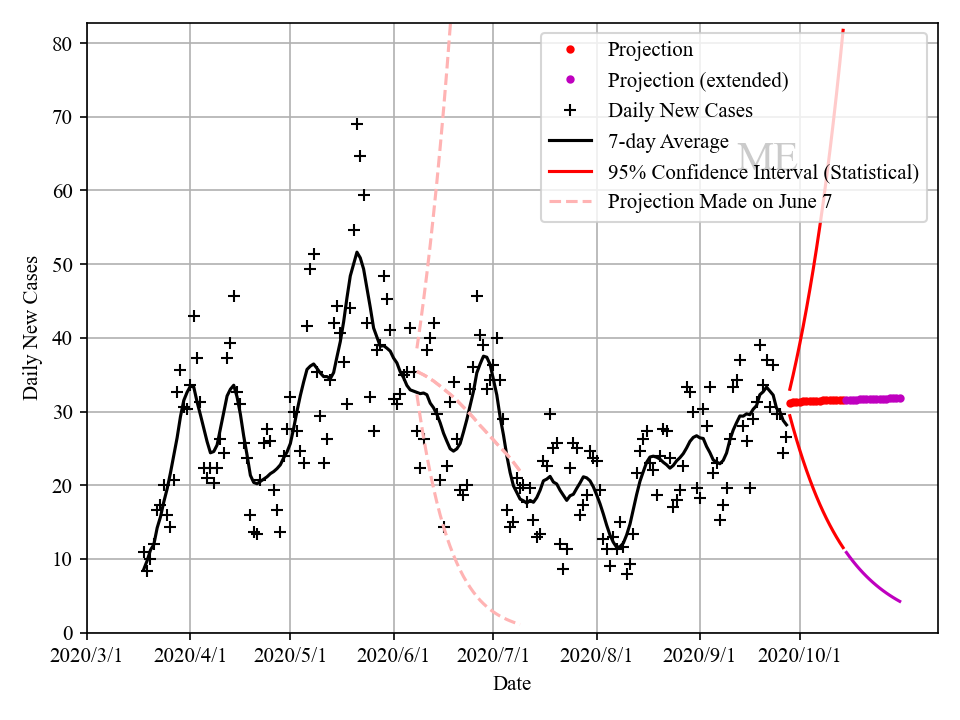 80
70
60
50
40
30
20
10
0
Daily New Cases
Projection
Projection (extended)
Daily New Cases
7-day Average
95% Confidence Interval (Statistical)
Projection Made on June 7
ME
2020/3/1 2020/4/1 2020/5/1 2020/6/1 2020/7/1 2020/8/1 2020/9/1 2020/10/1
Date